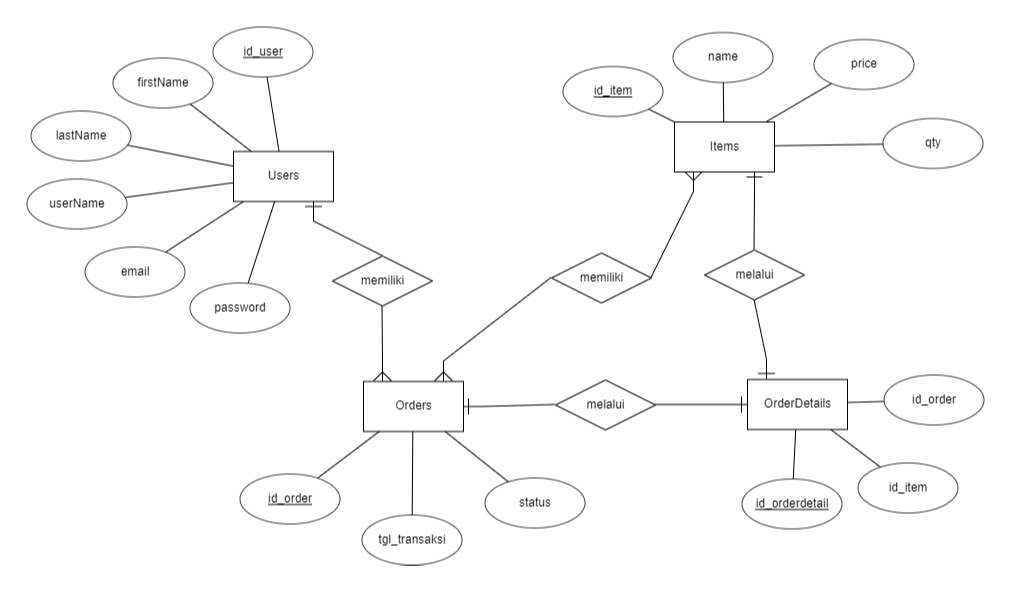 id_user
firstName
lastName
userName
email
password
Users
memiliki
id_item
name
price
qty
Items
memiliki
melalui
Orders
melalui
OrderDetails
id_order
tgl_transaksi
status
id_order
id_item
id_orderdetail